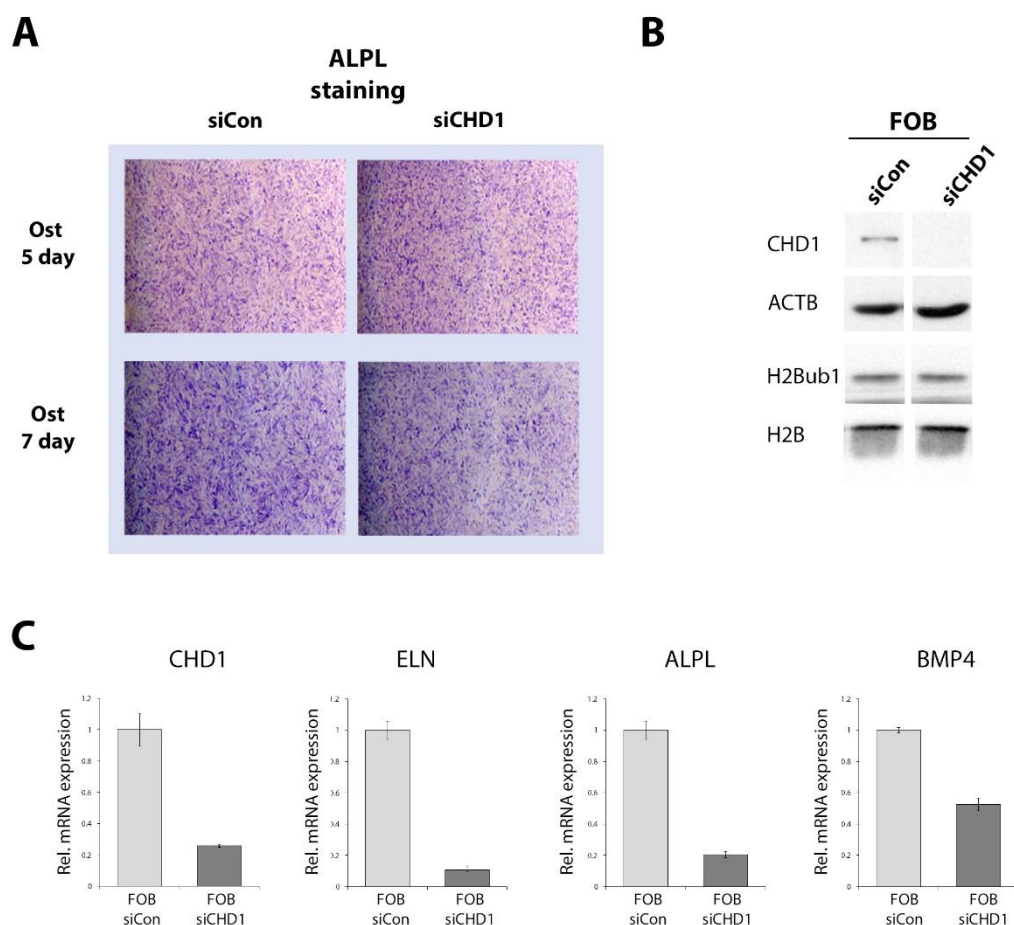 A
ALPL
staining
siCon
siCHD1
Ost
5 day
Ost
7 day
B
FOB
siCon
siCHD1
CHD1
ACTB
H2Bub1
H2B
C
CHD1
Rel. mRNA expression
1.2
1
0.8
0.6
0.4
0.2
0
FOB
siCon
FOB
siCHD1
ELN
Rel. mRNA expression
1.2
1
0.8
0.6
0.4
0.2
0
FOB
siCon
FOB
siCHD1
ALPL
Rel. mRNA expression
1.2
1
0.8
0.6
0.4
0.2
0
FOB
siCon
FOB
siCHD1
BMP4
Rel. mRNA expression
1.2
1
0.8
0.6
0.4
0.2
0
FOB
siCon
FOB
siCHD1